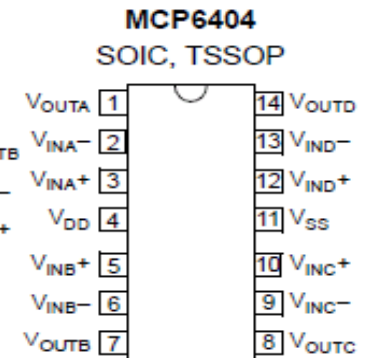 MCP6404
SOIC, TSSOP
VOUTA 1 14 VOUTD
TB VINA– 2 13 VIND–
– VINA+ 3 12 VIND+
+ VDD 4 11 VSS
VINB+ 5 10 VINC+
VINB– 6 9 VINC–
VOUTB 7 8 VOUTC